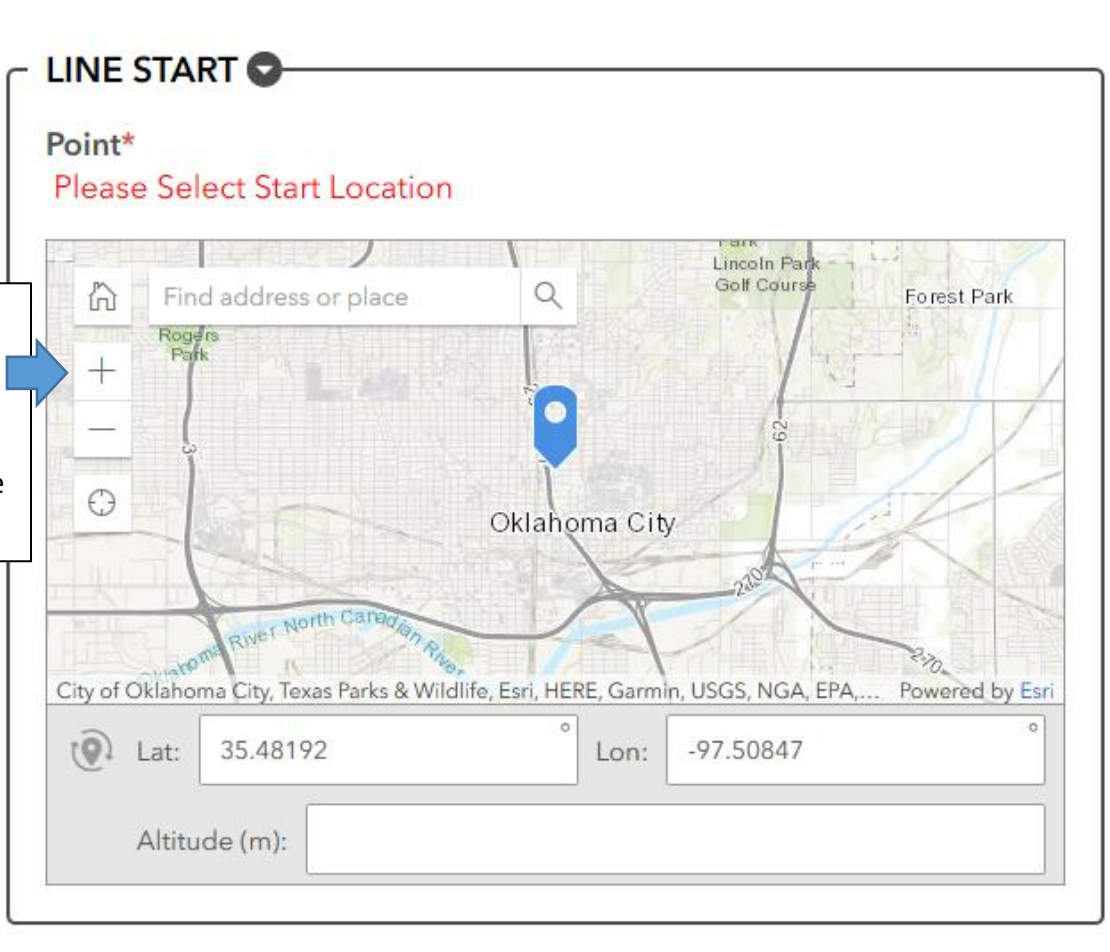 LINE START
Point*
Please Select Start Location
Park
Lincoln Park
Golf Course
Forest Park
Find address or place
Rogers
Park
3
62
e
Oklahoma City
270
Oklahoma River North Canadian River
270
City of Oklahoma City, Texas Parks & Wildlife, Esri, HERE, Garmin, USGS, NGA, EPA,... Powered by Esri
Lat: 35.48192 ° Lon: -97.50847 °
Altitude (m):